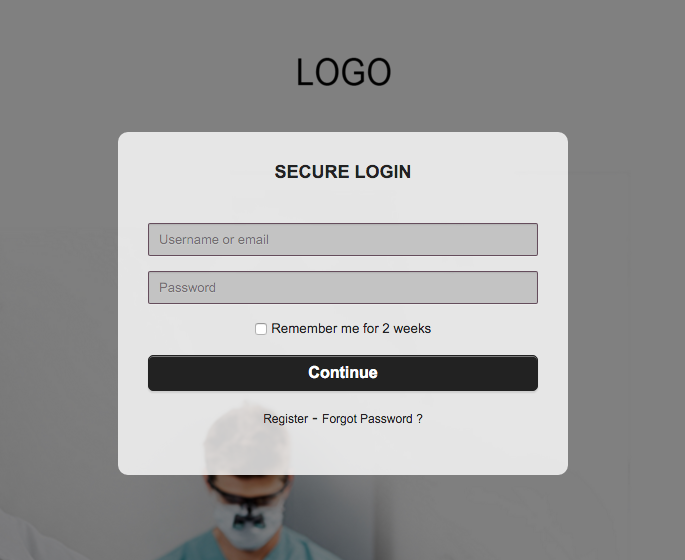 LOGO
SECURE LOGIN
Username or email
Password
Remember me for 2 weeks
Continue
Register - Forgot Password ?